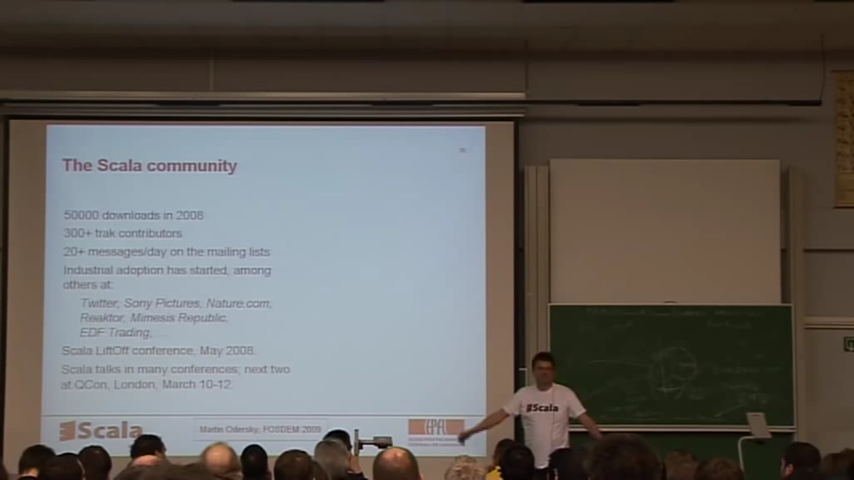 The Scala community
50000 downloads in 2008
300+ trak contributors
20+ messages/day on the mailing lists
Industrial adoption has started, among
others at:
Twitter, Sony Pictures, Nature.com,
Reaktor, Mimesis Republic,
EDF Trading,...
Scala LiftOff conference, May 2008.
Scala talks in many conferences; next two
at QCon, London, March 10-12.
Scala
Martin Odersky, FOSDEM 2009
EPFL
Scala